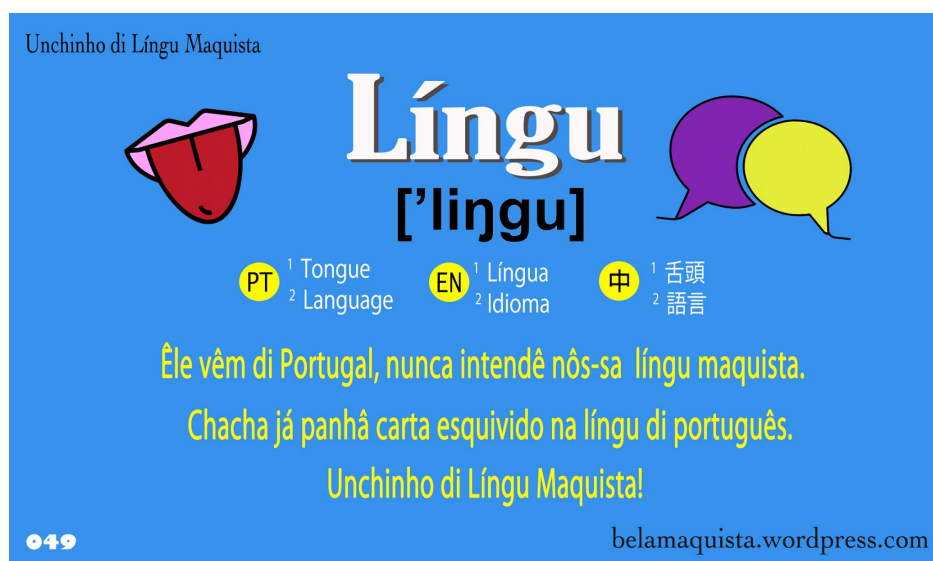 Unchinho di Língu Maquista
Língu
[’liŋgu]
PT 1 Tongue
2 Language
EN 1 Língua
2 Idioma
中 1 舌頭
2 語言
Êle vêm di Portugal, nunca intendê nôs-sa língu maquista.
Chacha já panhâ carta esquivido na língu di português.
Unchinho di Língu Maquista!
049
belamaquista.wordpress.com